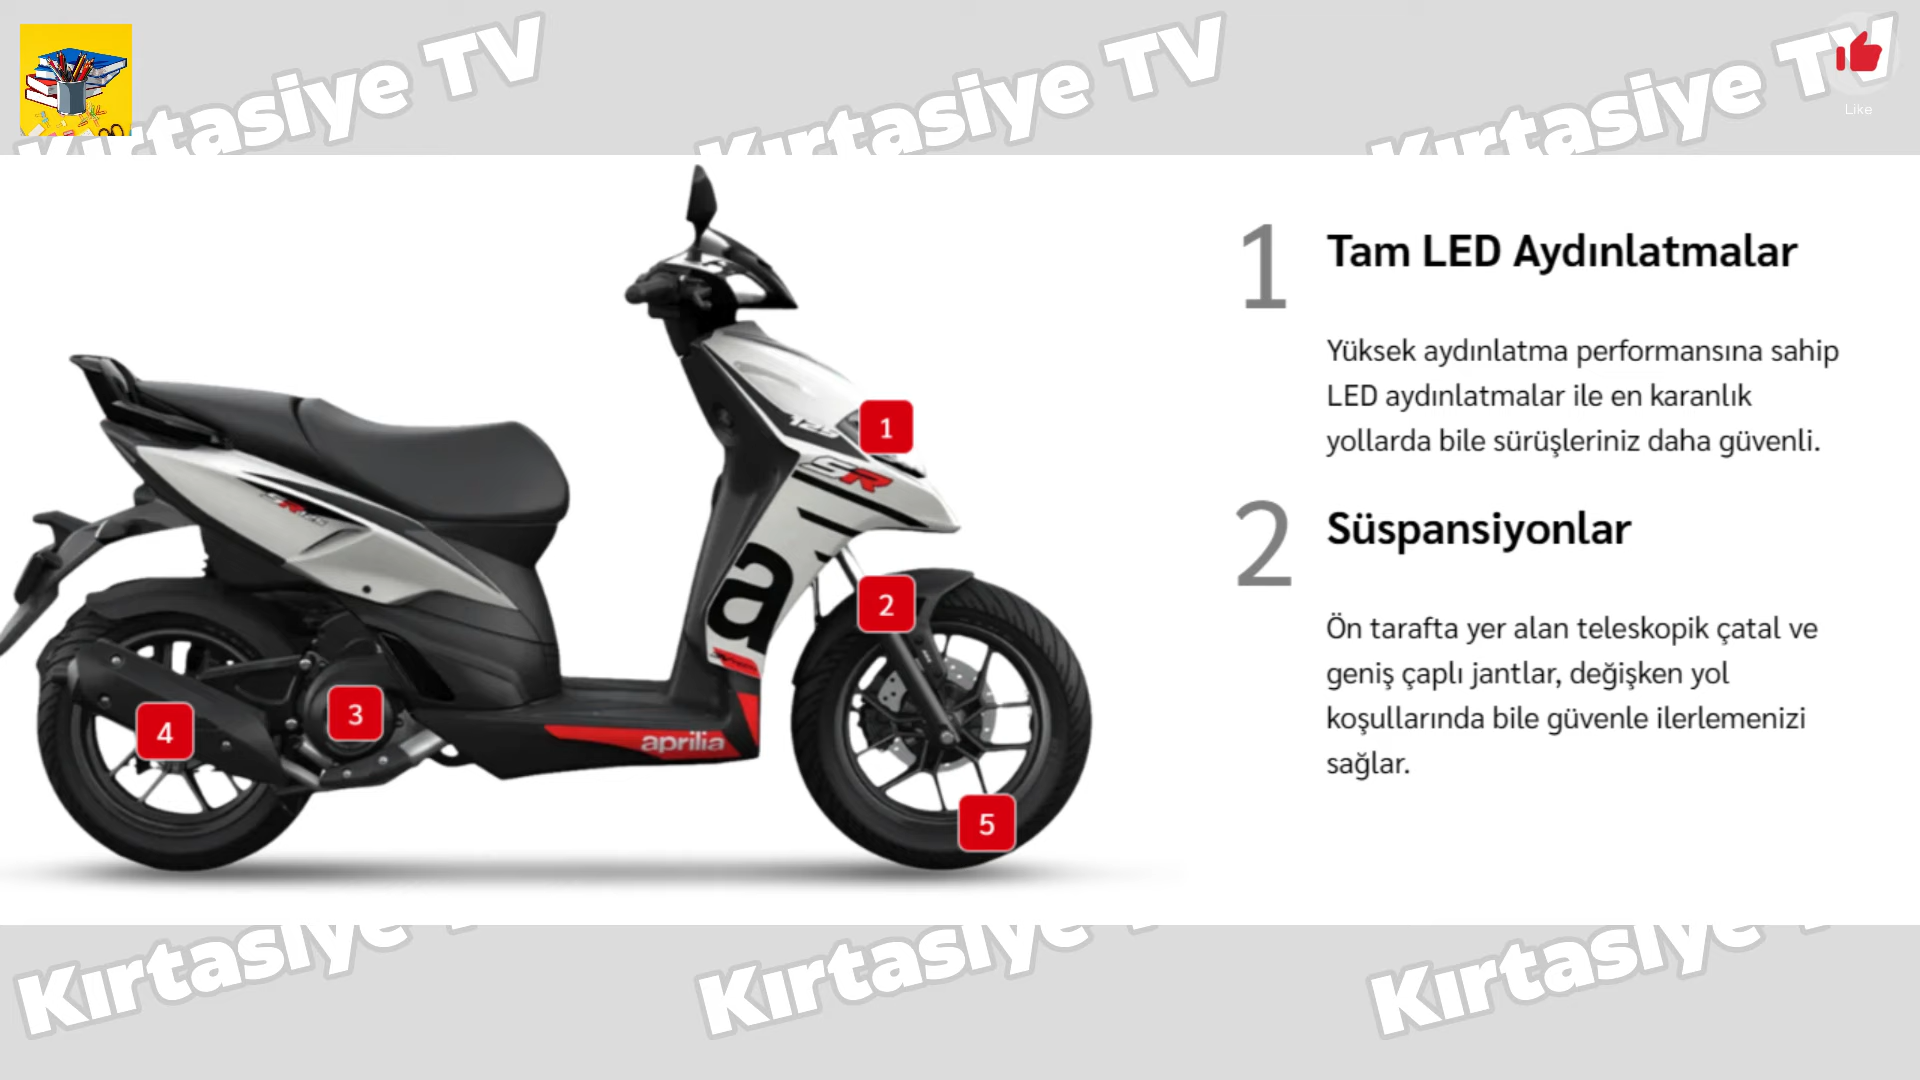 Kırtasiye TV
Kırtasiye TV
Kırtasiye TV
Like
1
Tam LED Aydınlatmalar
Yüksek aydınlatma performansına sahip
LED aydınlatmalar ile en karanlık
yollarda bile sürüşleriniz daha güvenli.
2
Süspansiyonlar
Ön tarafta yer alan teleskopik çatal ve
geniş çaplı jantlar, değişken yol
koşullarında bile güvenle ilerlemenizi
sağlar.
1
125
SR
SR125
a
2
3
4
aprilia
5
Kırtasiye
Kırtasiye
Kırtasiye